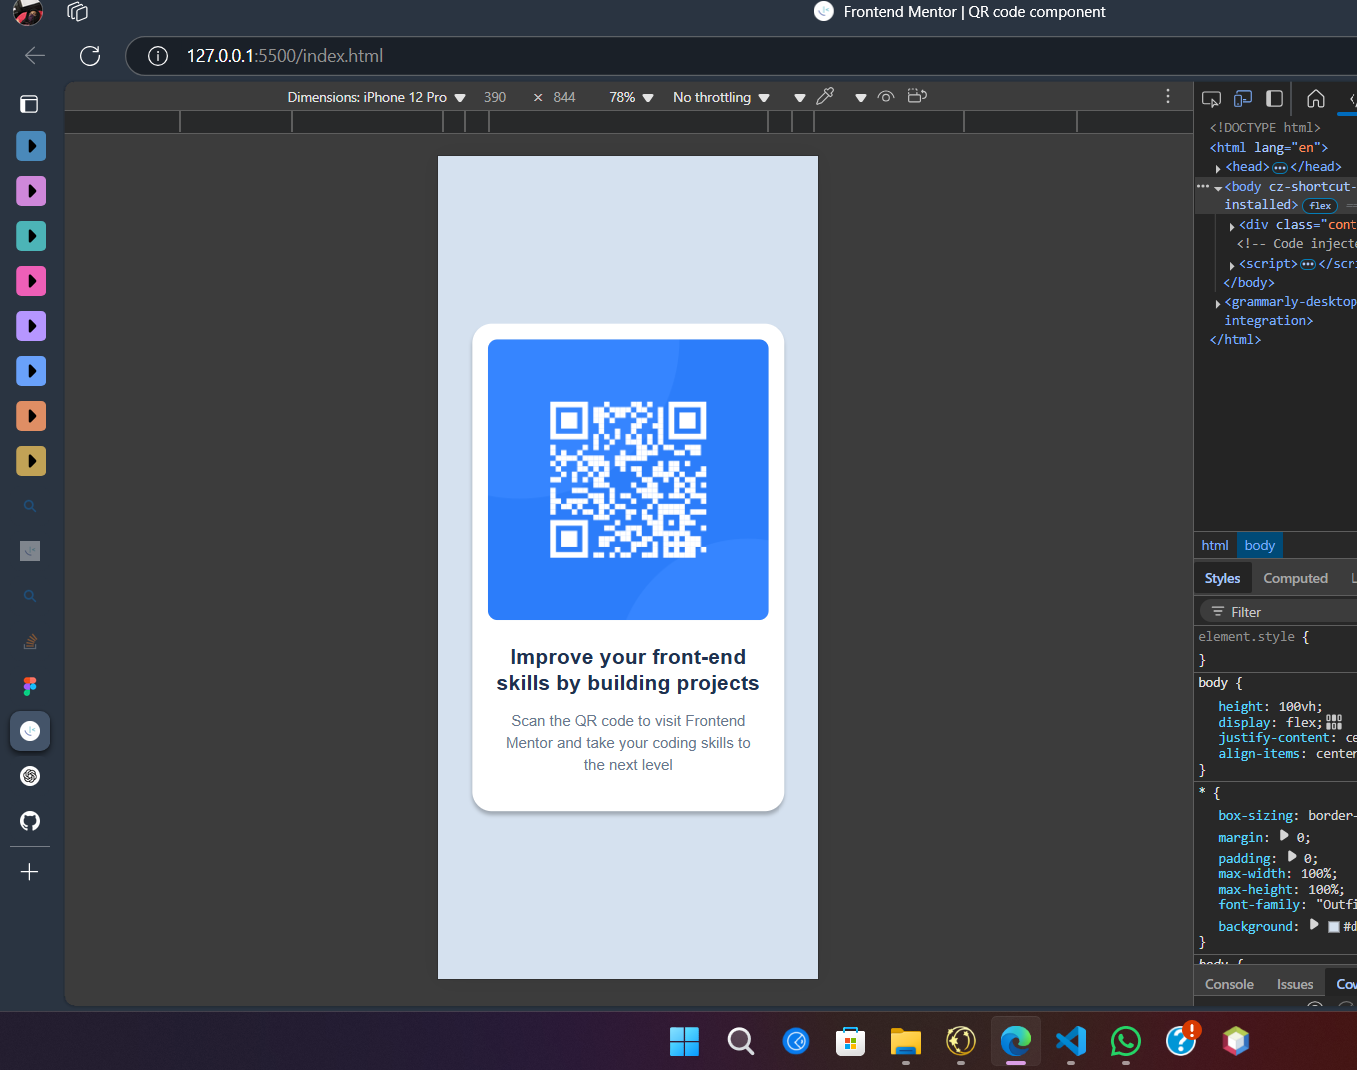 Frontend Mentor | QR code component
127.0.0.1:5500/index.html
Dimensions: iPhone 12 Pro 390 × 844 78% No throttling
<!DOCTYPE html>
<html lang="en">
<head> ••• </head>
••• <body cz-shortcut-
installed> flex ==
<div class="cont
<!-- Code injecte
<script> ••• </scri
</body>
<grammarly-desktop
integration>
</html>
Improve your front-end
skills by building projects
Scan the QR code to visit Frontend
Mentor and take your coding skills to
the next level
html body
Styles Computed L
Filter
element.style {
}
body {
height: 100vh;
display: flex;
justify-content: ce
align-items: center
}
* {
box-sizing: border-
margin: 0;
padding: 0;
max-width: 100%;
max-height: 100%;
font-family: "Outfi
background: #d
}
body {
Console Issues Cov